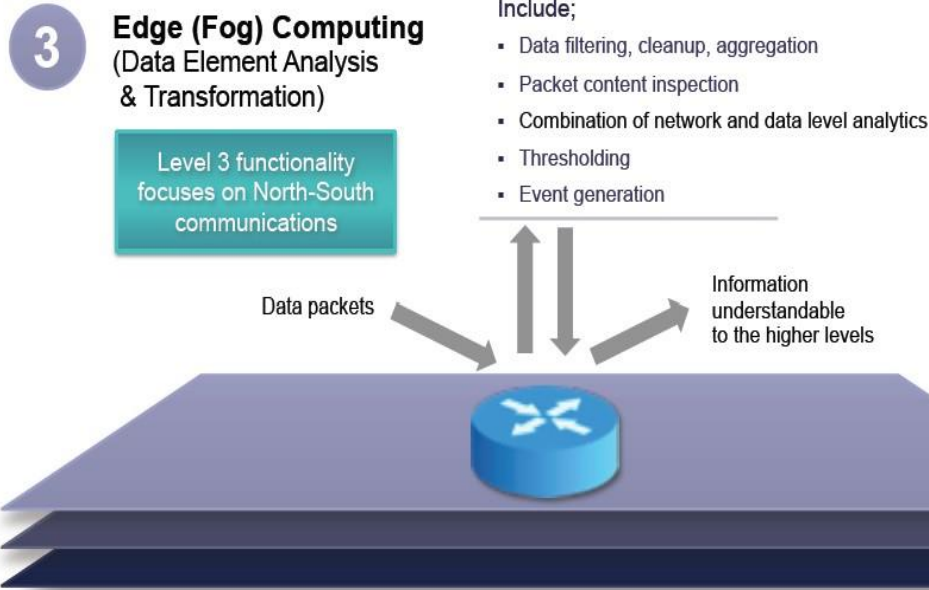 3
Edge (Fog) Computing
(Data Element Analysis
& Transformation)
Level 3 functionality
focuses on North-South
communications
Include;
▪ Data filtering, cleanup, aggregation
▪ Packet content inspection
▪ Combination of network and data level analytics
▪ Thresholding
▪ Event generation
Data packets
Information
understandable
to the higher levels